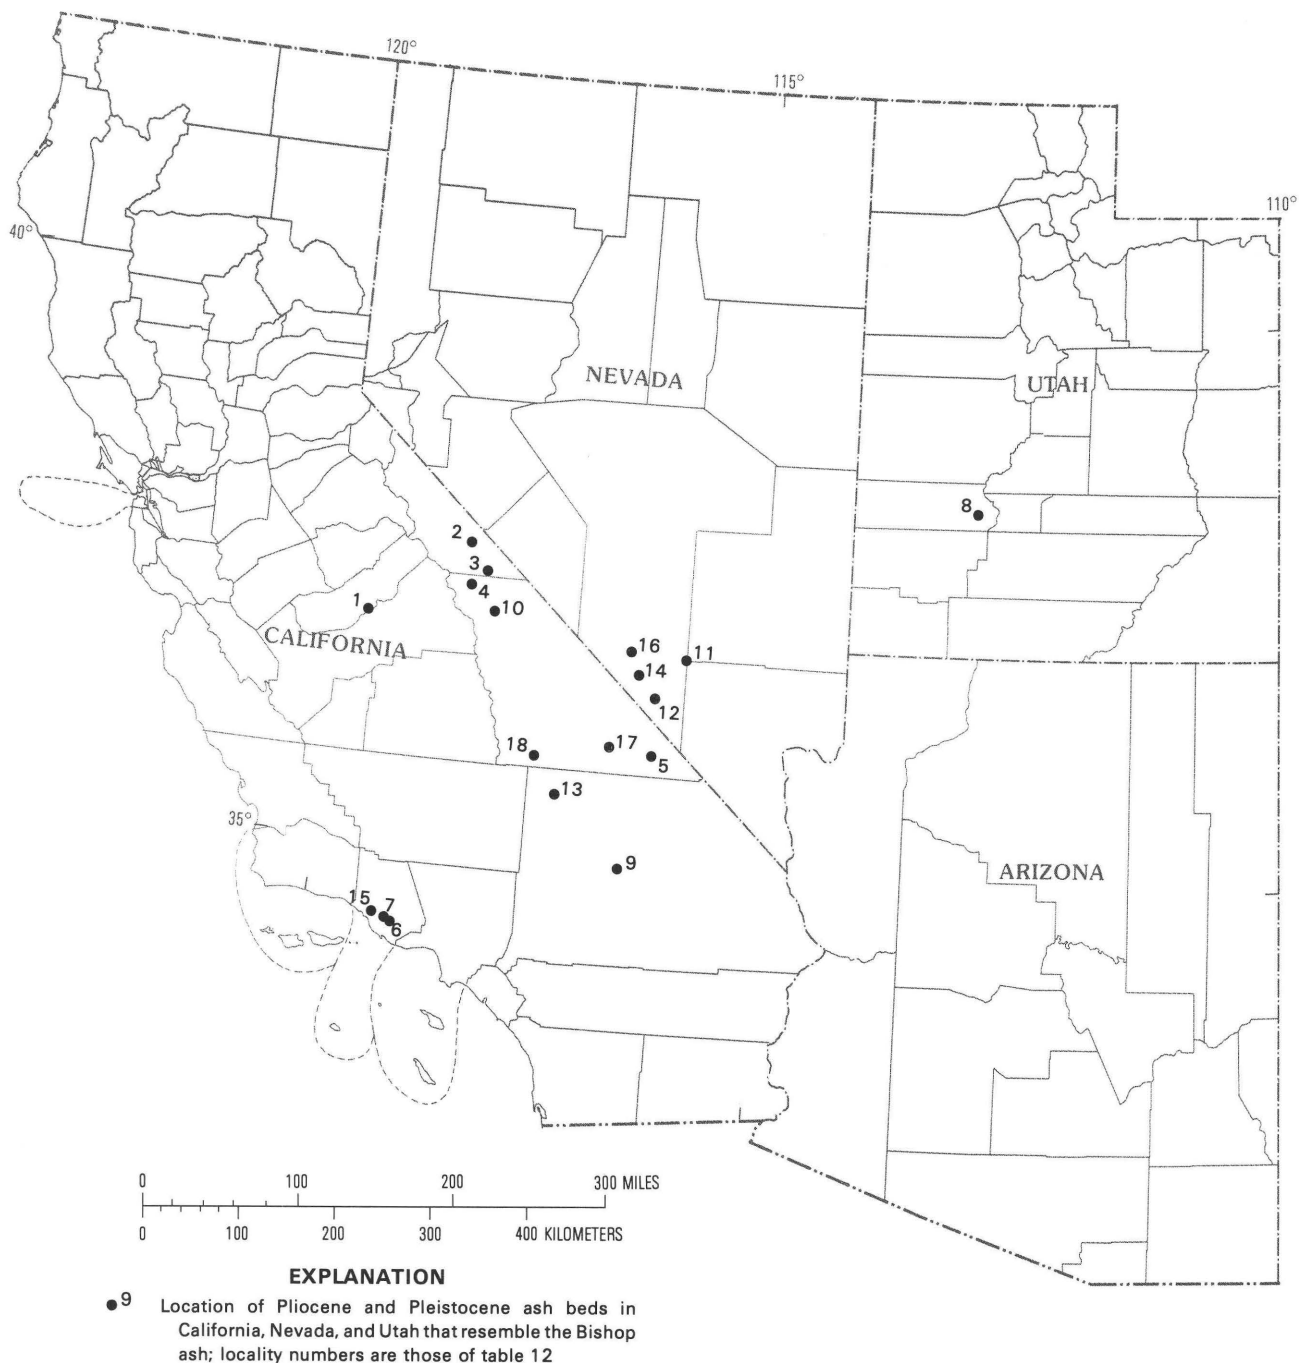 120°
115°
110°
40°
NEVADA
UTAH
8
2
3
4
1
10
CALIFORNIA
16
11
14
12
17
18
5
13
35°
9
ARIZONA
15
7
6
0 100 200 300 MILES
0 100 200 300 400 KILOMETERS
EXPLANATION
9 Location of Pliocene and Pleistocene ash beds in
California, Nevada, and Utah that resemble the Bishop
ash; locality numbers are those of table 12